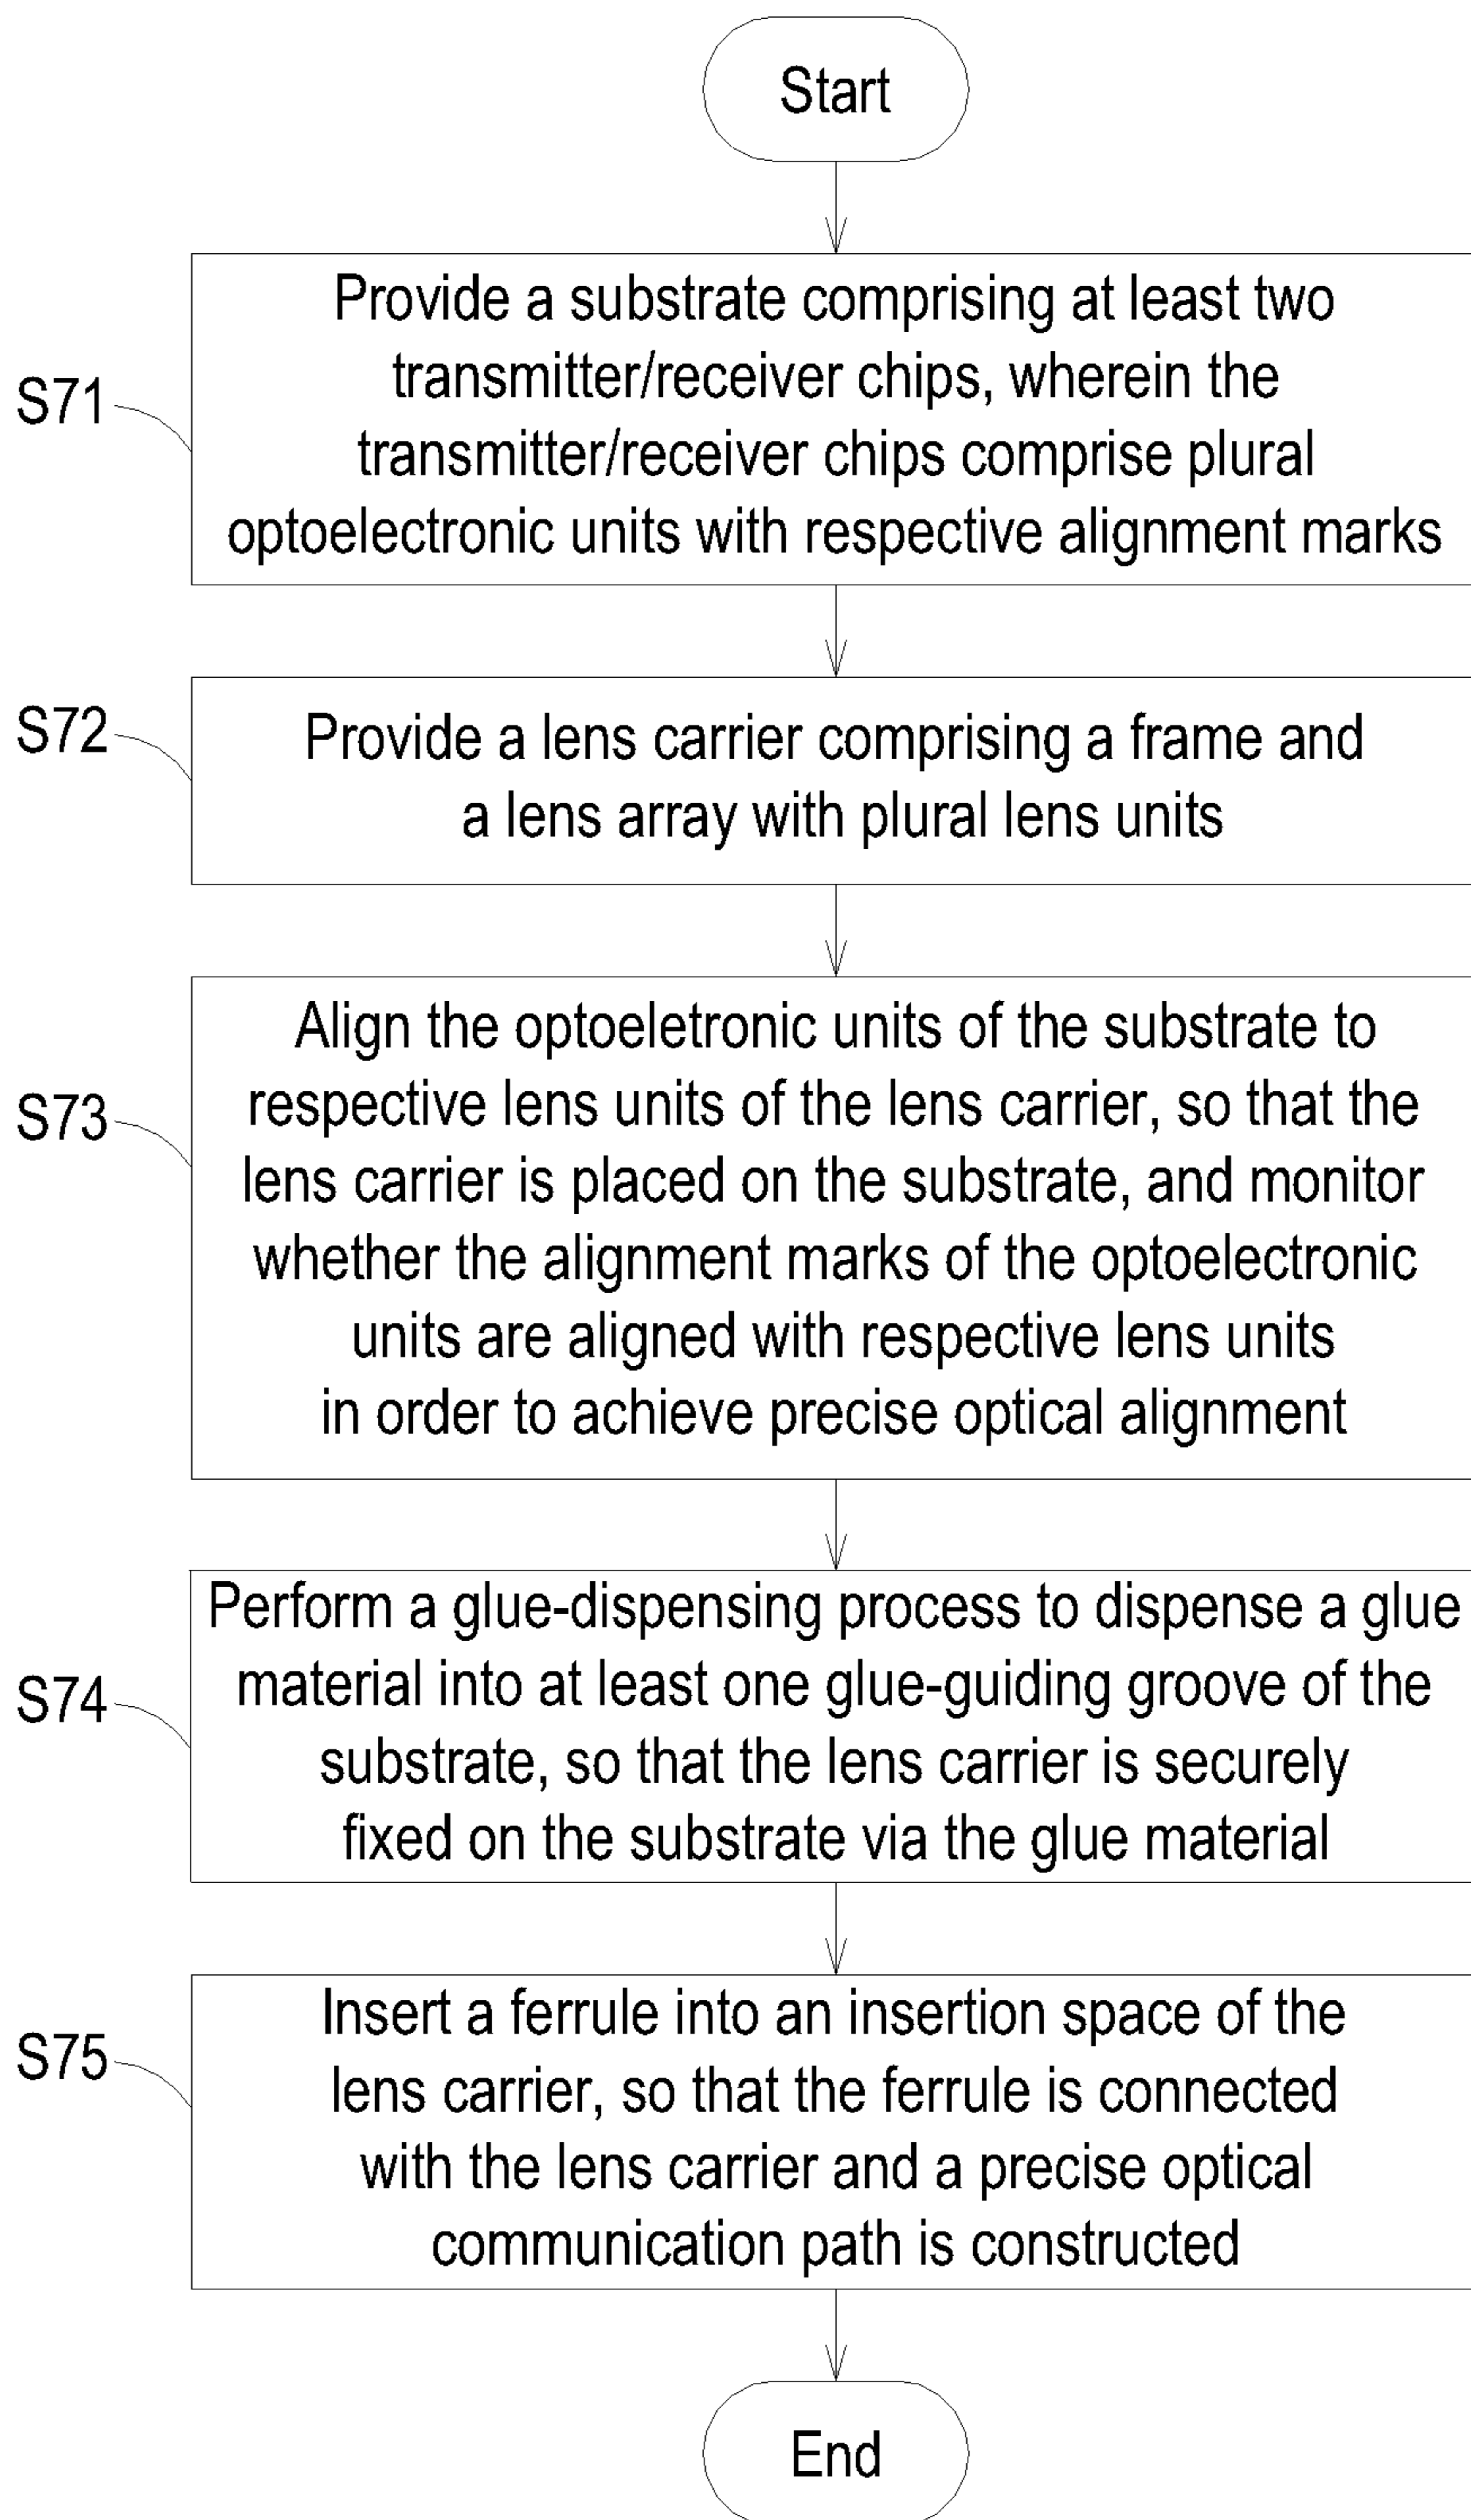 Start
S71
Provide a substrate comprising at least two
transmitter/receiver chips, wherein the
transmitter/receiver chips comprise plural
optoelectronic units with respective alignment marks
S72
Provide a lens carrier comprising a frame and
a lens array with plural lens units
S73
Align the optoeletronic units of the substrate to
respective lens units of the lens carrier, so that the
lens carrier is placed on the substrate, and monitor
whether the alignment marks of the optoelectronic
units are aligned with respective lens units
in order to achieve precise optical alignment
S74
Perform a glue-dispensing process to dispense a glue
material into at least one glue-guiding groove of the
substrate, so that the lens carrier is securely
fixed on the substrate via the glue material
S75
Insert a ferrule into an insertion space of the
lens carrier, so that the ferrule is connected
with the lens carrier and a precise optical
communication path is constructed
End